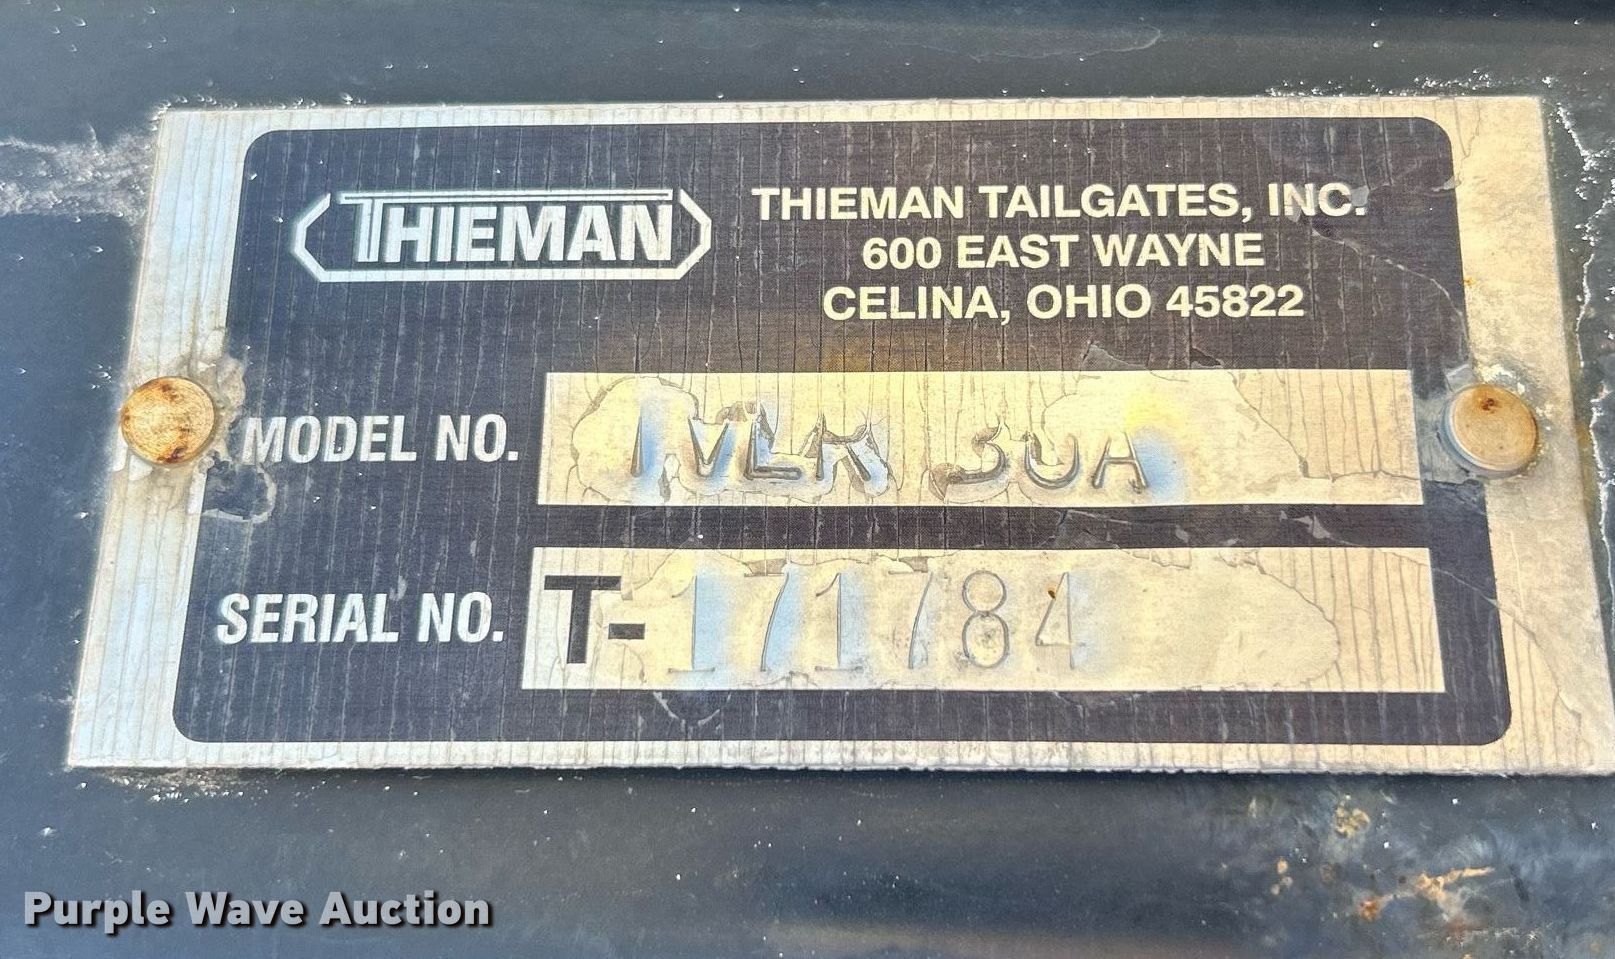 THIEMAN
THIEMAN TAILGATES, INC.
600 EAST WAYNE
CELINA, OHIO 45822
MODEL NO.
SERIAL NO. T-171784
Purple Wave Auction